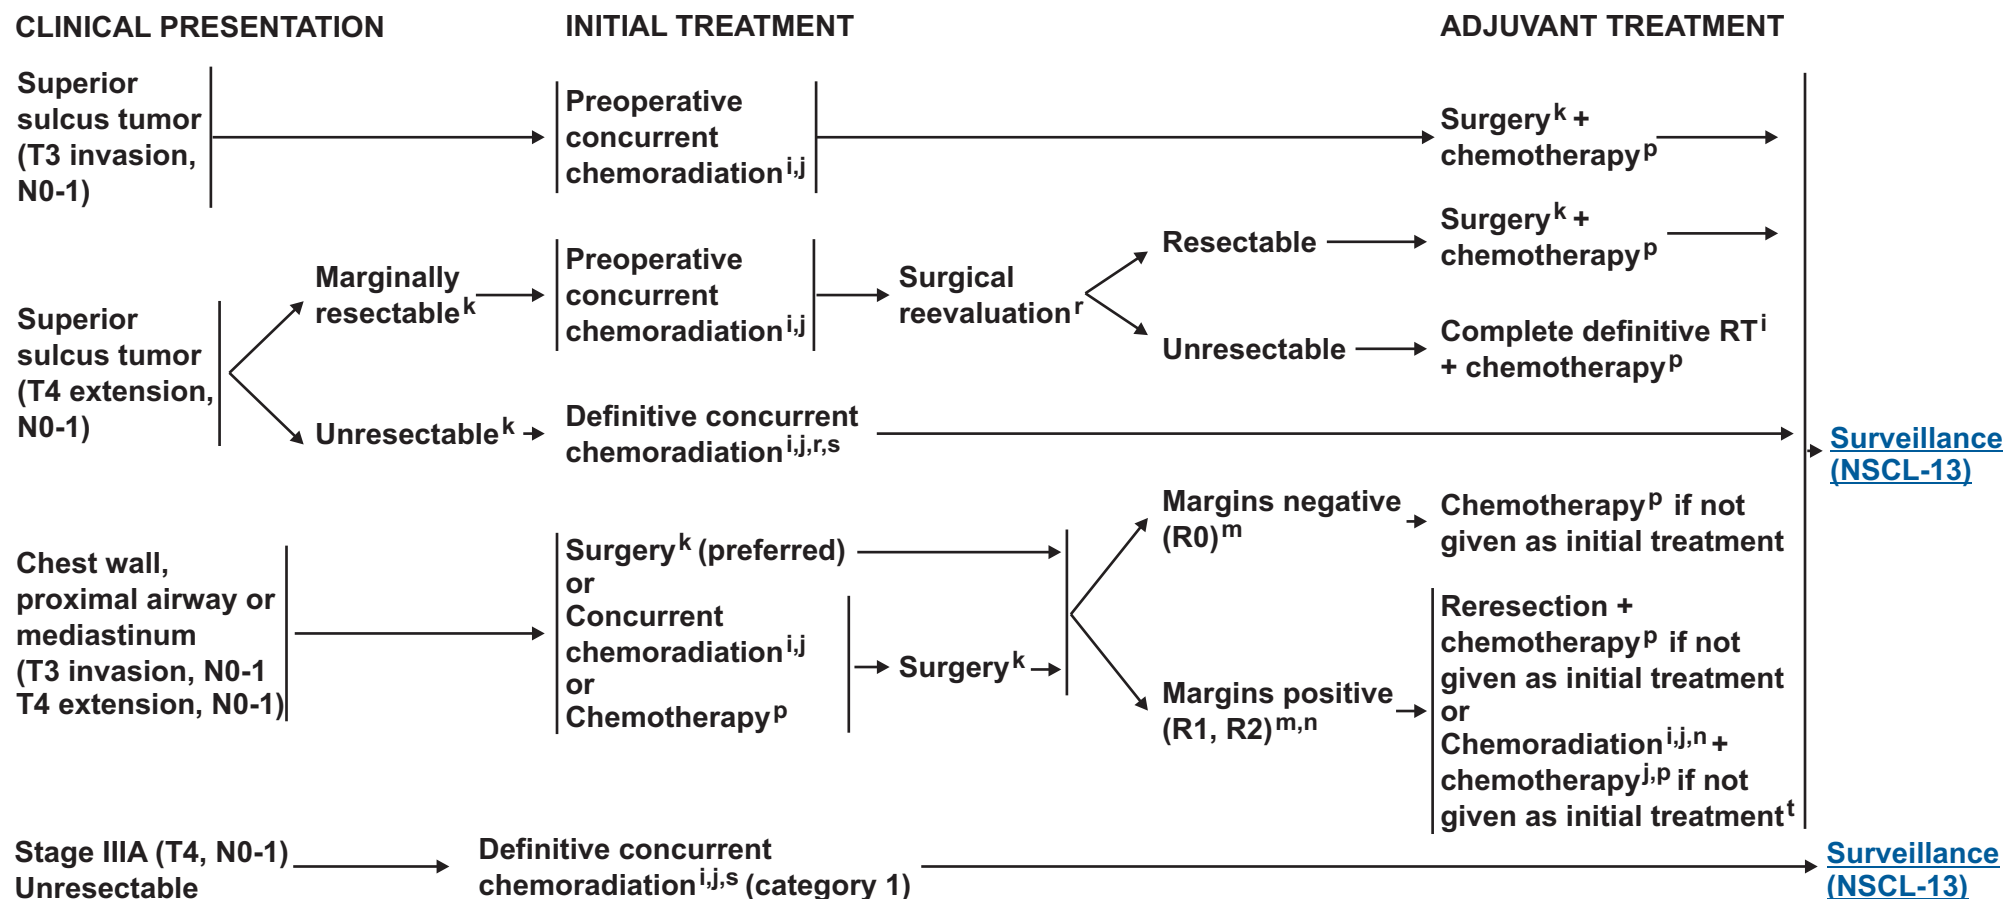 CLINICAL PRESENTATION
INITIAL TREATMENT
ADJUVANT TREATMENT
Superior
sulcus tumor
(T3 invasion,
N0-1)
Preoperative
concurrent
chemoradiation i,j
Surgery k +
chemotherapy p
Superior
sulcus tumor
(T4 extension,
N0-1)
Marginally
resectable k
Preoperative
concurrent
chemoradiation i,j
Surgical
reevaluation r
Resectable
Surgery k +
chemotherapy p
Unresectable
Complete definitive RT i
+ chemotherapy p
Unresectable k
Definitive concurrent
chemoradiation i,j,r,s
Surveillance
(NSCL-13)
Chest wall,
proximal airway or
mediastinum
(T3 invasion, N0-1
T4 extension, N0-1)
Surgery k (preferred)
or
Concurrent
chemoradiation i,j
or
Chemotherapy p
Surgery k
Margins negative
(R0) m
Chemotherapy p if not
given as initial treatment
Margins positive
(R1, R2) m,n
Reresection +
chemotherapy p if not
given as initial treatment
or
Chemoradiation i,j,n +
chemotherapy j,p if not
given as initial treatment t
Stage IIIA (T4, N0-1)
Unresectable
Definitive concurrent
chemoradiation i,j,s (category 1)
Surveillance
(NSCL-13)